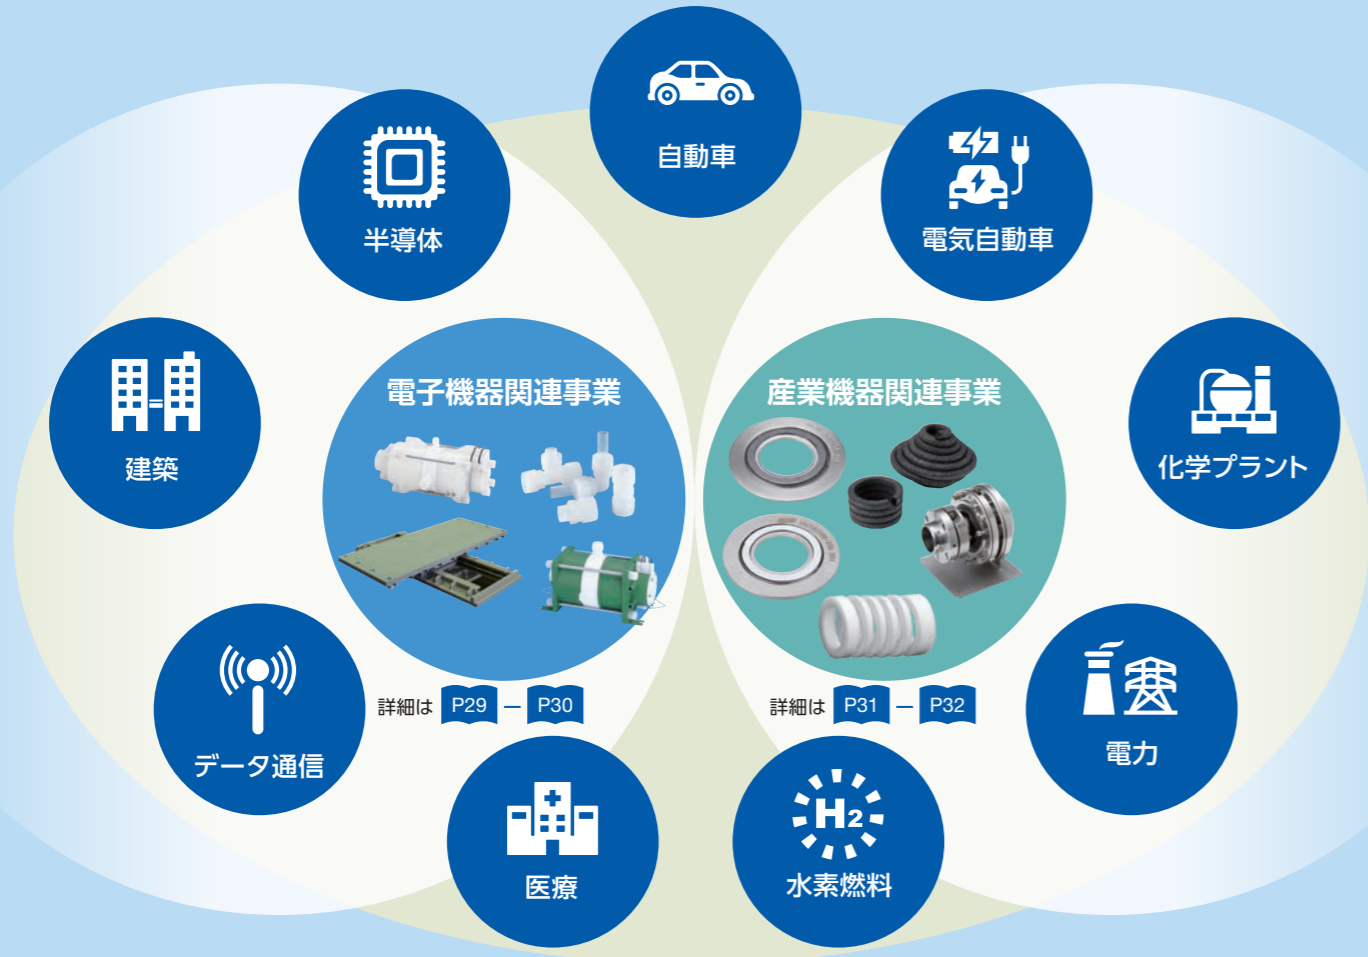 自動車
半導体
電気自動車
建築
電子機器関連事業
産業機器関連事業
化学プラント
データ通信
詳細は P29 − P30
詳細は P31 − P32
電力
医療
H2
水素燃料